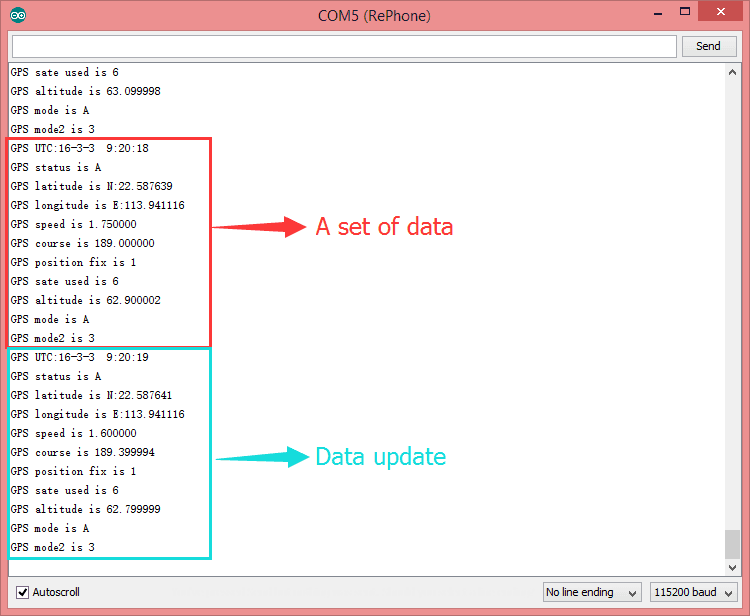 COM5 (RePhone)
Send
GPS sate used is 6
GPS altitude is 63.099998
GPS mode is A
GPS mode2 is 3
GPS UTC:16-3-3  9:20:18
GPS status is A
GPS latitude is N:22.587639
GPS longitude is E:113.941116
GPS speed is 1.750000
GPS course is 189.000000
GPS position fix is 1
GPS sate used is 6
GPS altitude is 62.900002
GPS mode is A
GPS mode2 is 3
A set of data
GPS UTC:16-3-3  9:20:19
GPS status is A
GPS latitude is N:22.587641
GPS longitude is E:113.941116
GPS speed is 1.600000
GPS course is 189.399994
GPS position fix is 1
GPS sate used is 6
GPS altitude is 62.799999
GPS mode is A
GPS mode2 is 3
Data update
Autoscroll
No line ending
115200 baud